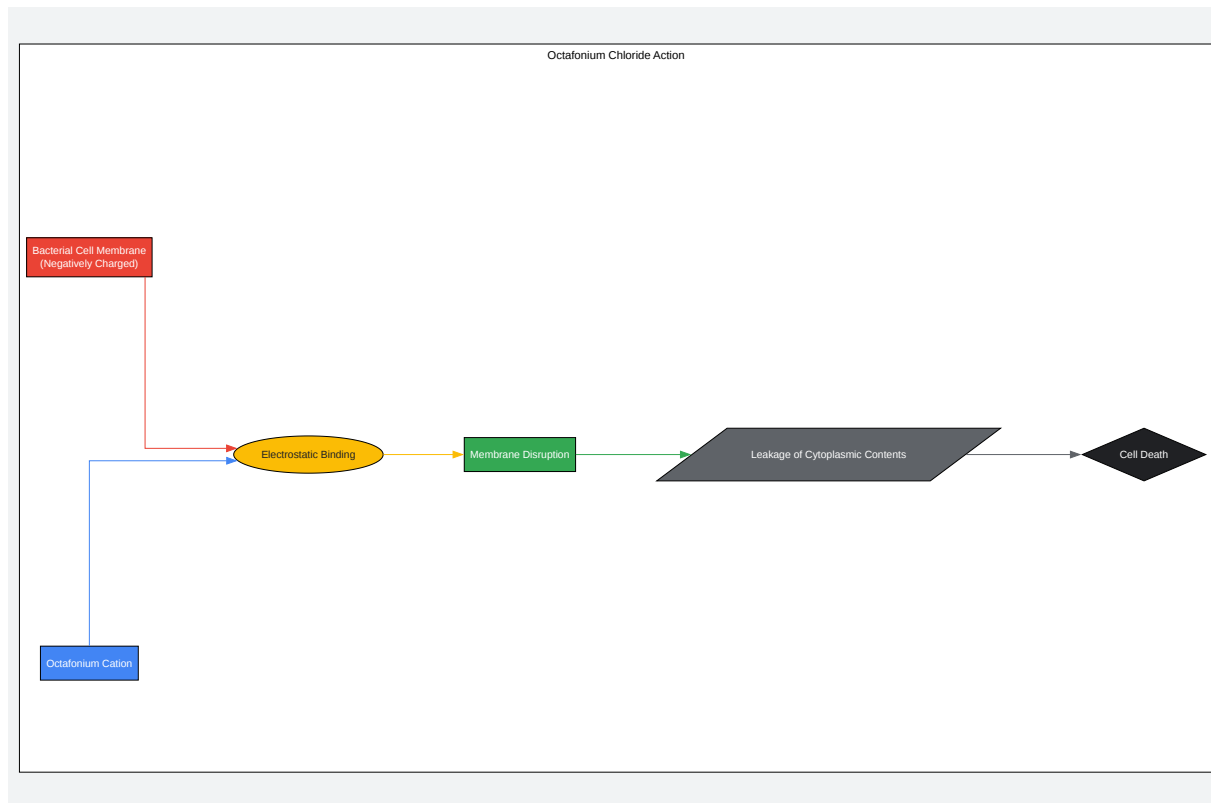 Octafonium Chloride Action
Bacterial Cell Membrane
(Negatively Charged)
Electrostatic Binding
Membrane Disruption
Leakage of Cytoplasmic Contents
Cell Death
Octafonium Cation